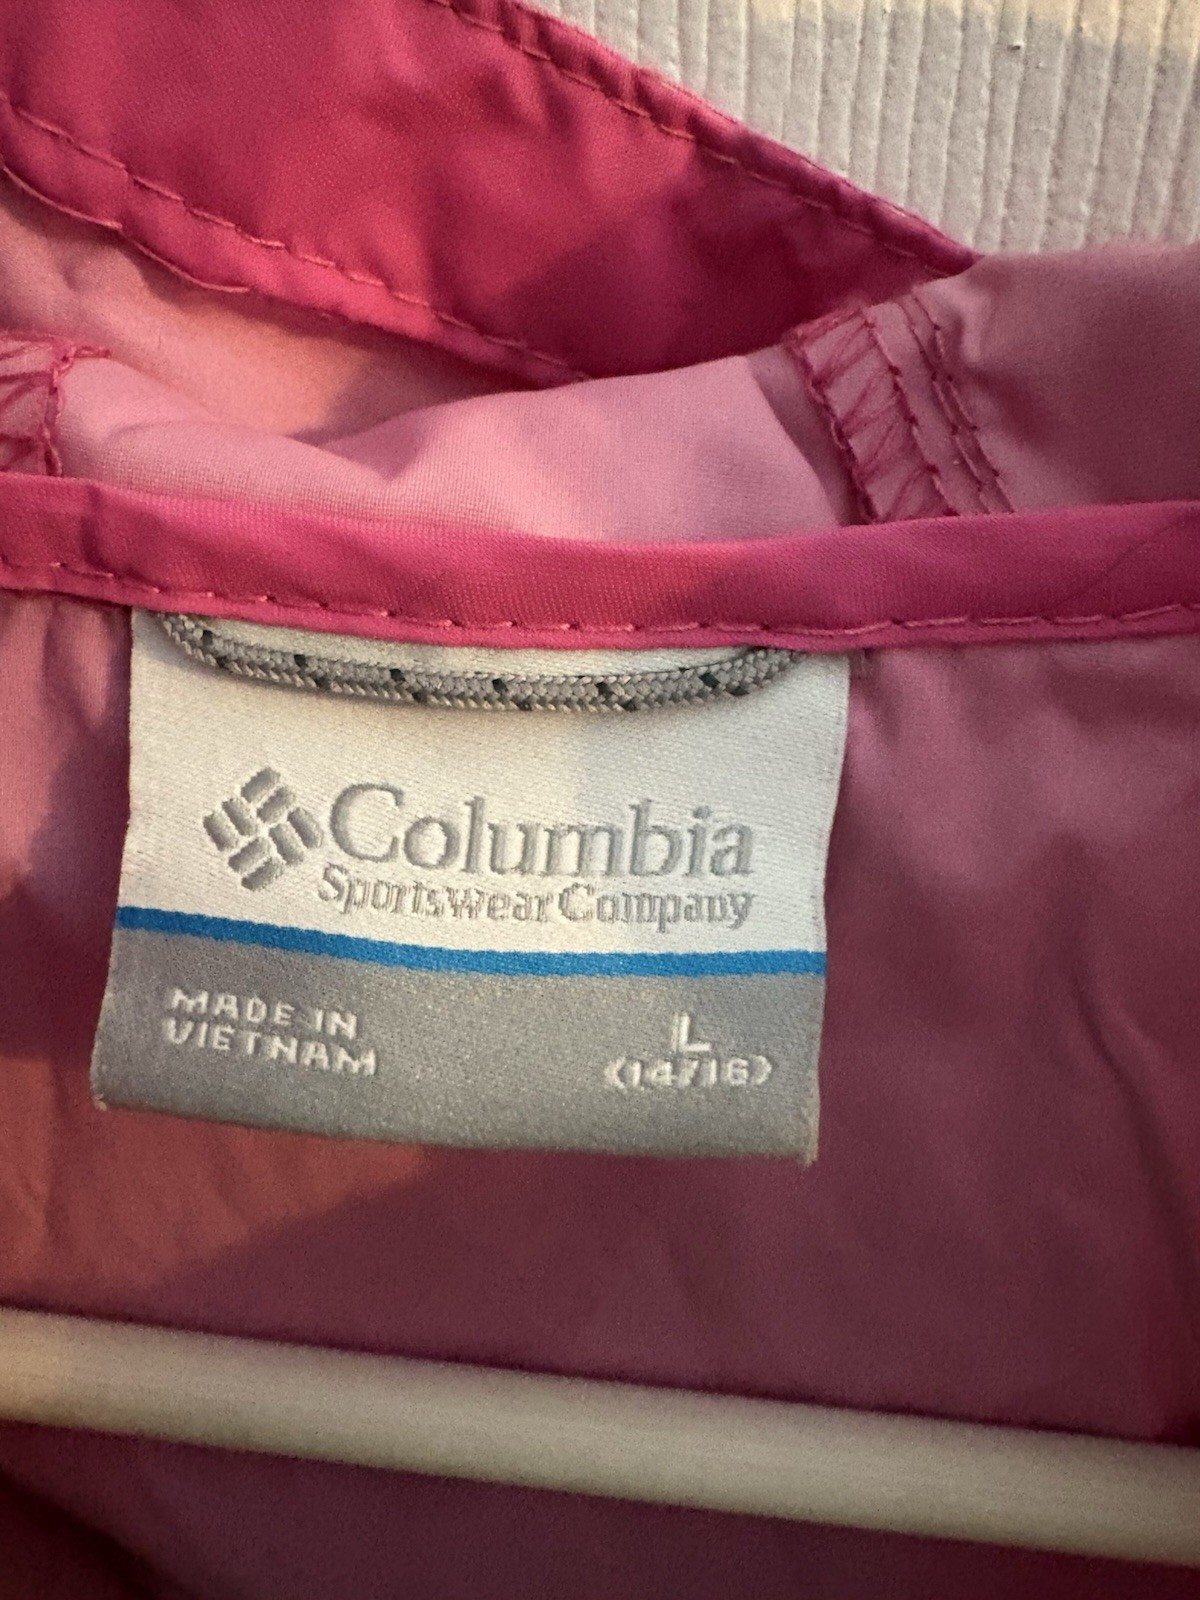 Columbia
Sportswear Company
MADE IN
VIETNAM
L
(14/16)